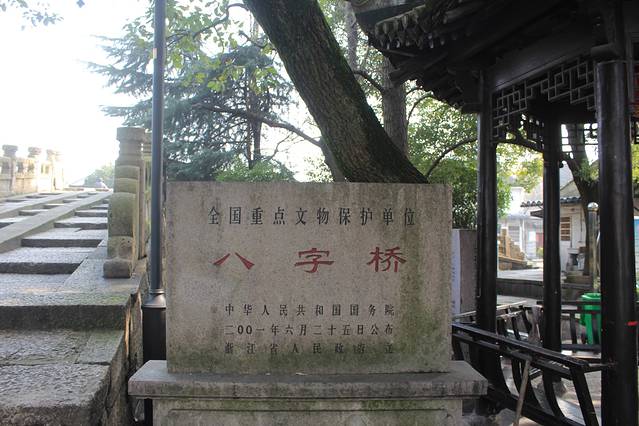 全国重点文物保护单位
八字桥
中华人民共和国国务院
二00一年六月二十五日公布
浙江省人民政府立